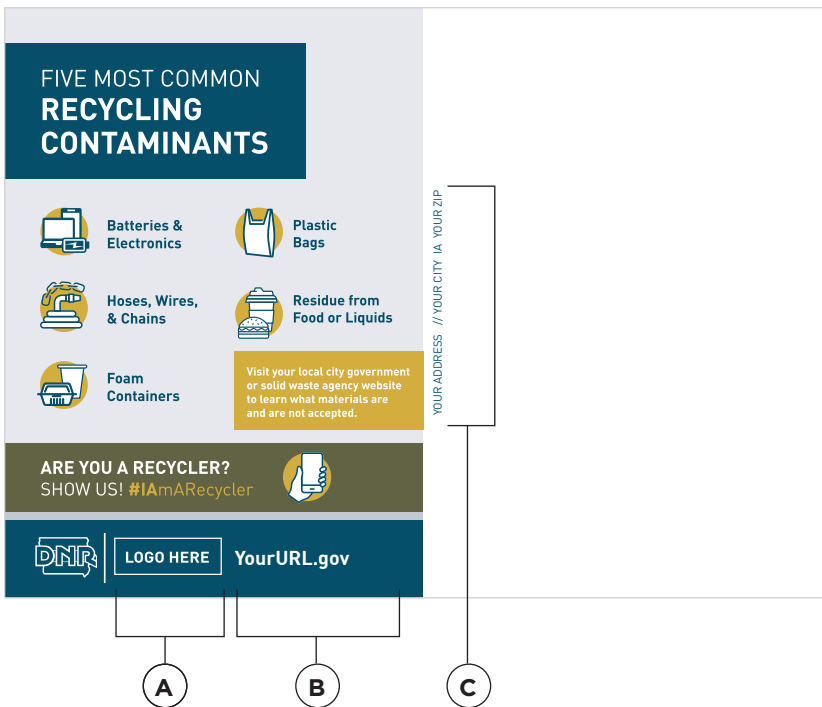 FIVE MOST COMMON
RECYCLING
CONTAMINANTS
Batteries &
Electronics
Plastic
Bags
Hoses, Wires,
& Chains
Residue from
Food or Liquids
Foam
Containers
Visit your local city government
or solid waste agency website
to learn what materials are
and are not accepted.
YOUR ADDRESS // YOUR CITY IA YOUR ZIP
ARE YOU A RECYCLER?
SHOW US! #IAmARecycler
DNR
LOGO HERE
YourURL.gov
A
B
C